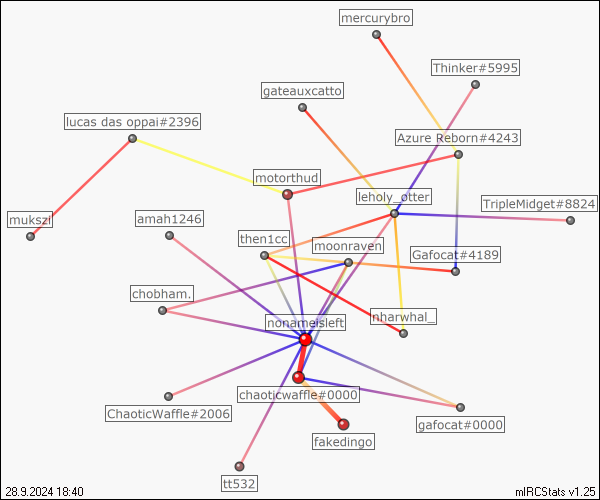 mercurybro
Thinker#5995
gateauxcatto
lucas das oppai#2396
Azure Reborn#4243
motorthud
leholy_otter
TripleMidget#8824
mukszi
amah1246
then1cc
moonraven
Gafocat#4189
chobham.
nonameisleft
nharwhal_
chaoticwaffle#0000
ChaoticWaffle#2006
gafocat#0000
fakedingo
tt532
28.9.2024 18:40
mIRCStats v1.25